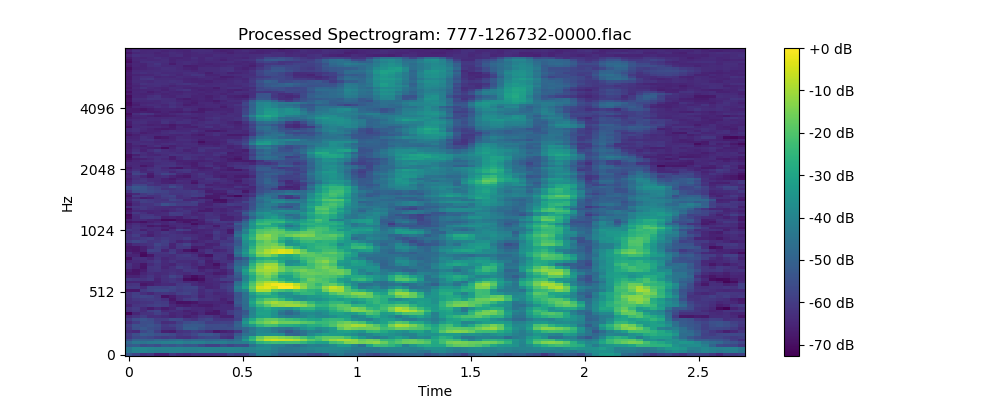 Processed Spectrogram: 777-126732-0000.flac
+0 dB
-10 dB
-20 dB
-30 dB
-40 dB
-50 dB
-60 dB
-70 dB
4096
2048
1024
512
0
Hz
0
0.5
1
1.5
2
2.5
Time